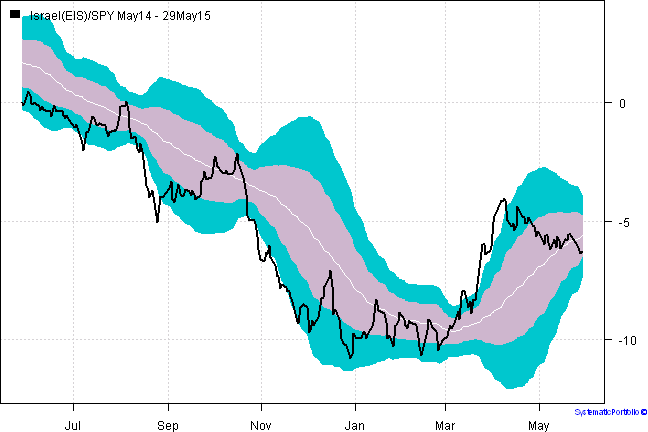 Israel(EIS)/SPY May14 - 29May15
0
-5
-10
Jul Sep Nov Jan Mar May
SystematicPortfolio ©